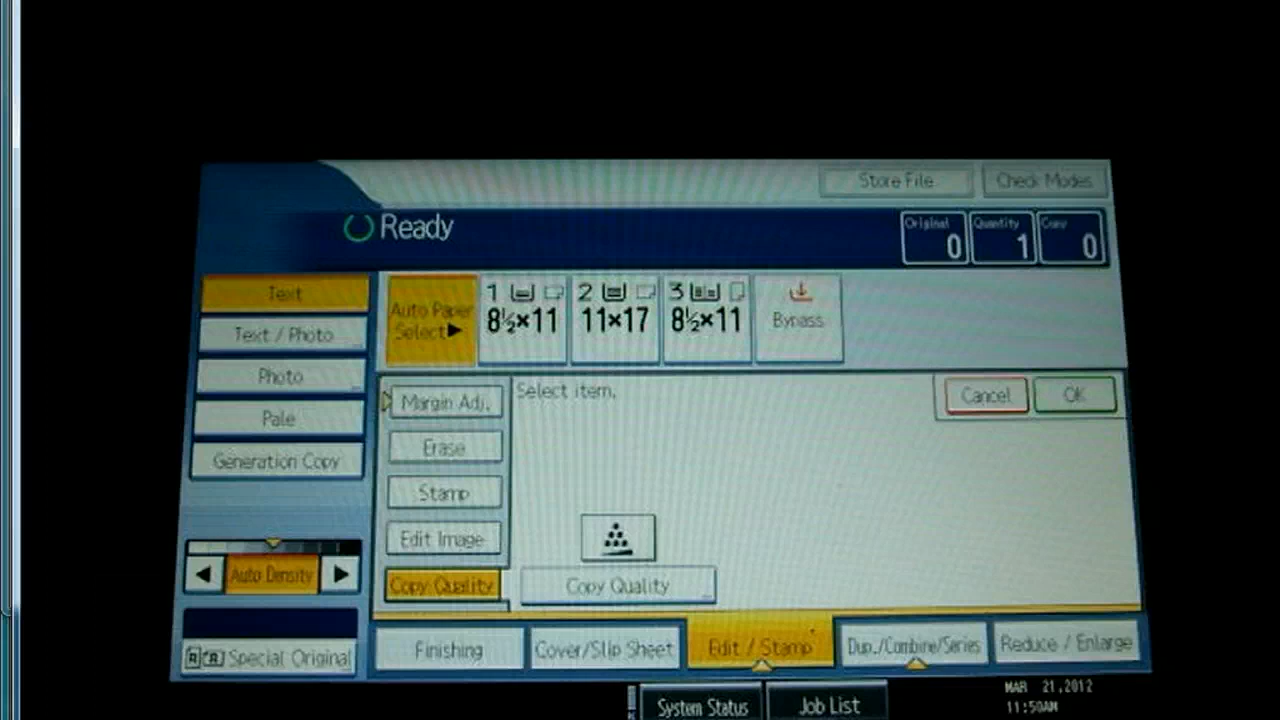 Store File
Check Modes
Ready
Original
0
Quantity
1
Copy
0
Text
Text / Photo
Photo
Pale
Generation Copy
Auto Density
Special Original
Auto Paper
Select▶
1
8½×11
2
11×17
3
8½×11
Bypass
Margin Adj.
Erase
Stamp
Edit Image
Copy Quality
Select item.
Cancel
OK
Copy Quality
Finishing
Cover/Slip Sheet
Edit / Stamp
Dup./Combine/Series
Reduce / Enlarge
System Status
Job List
MAR 21,2012
11:50AM